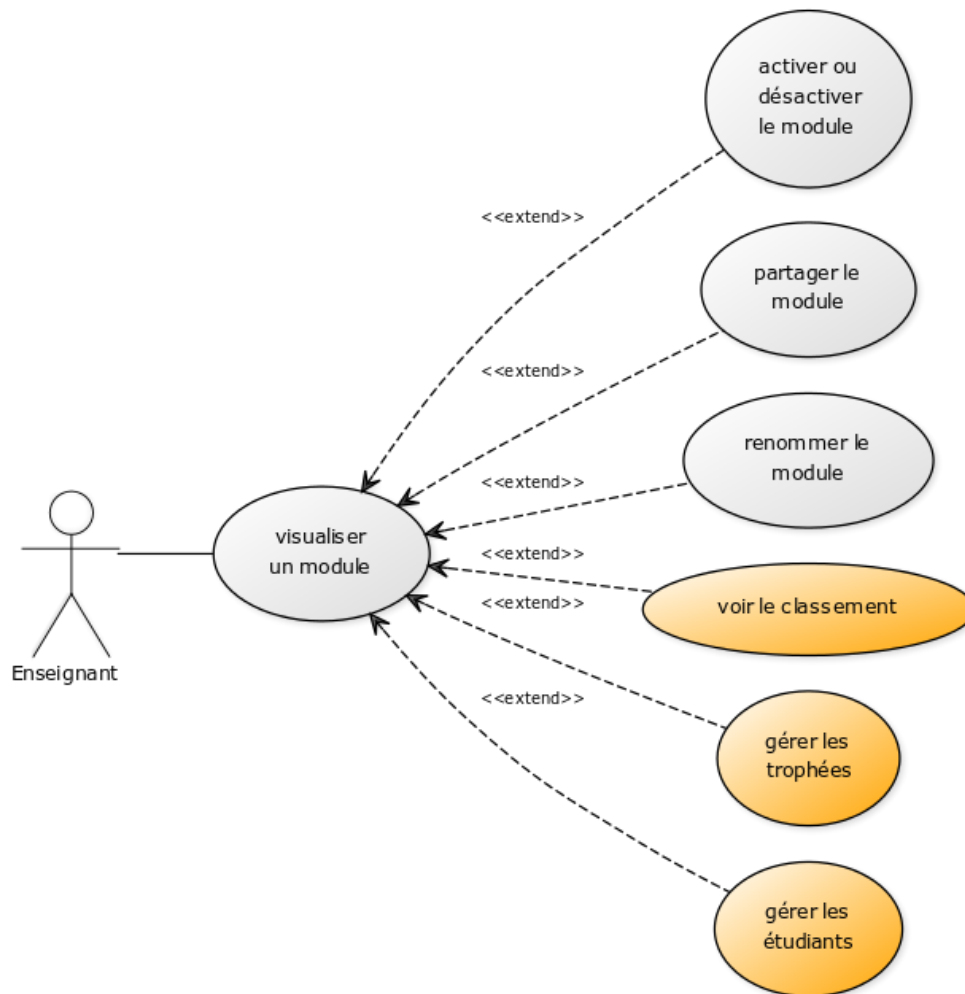 activer ou
désactiver
le module
<<extend>>
partager le
module
<<extend>>
renommer le
module
<<extend>>
visualiser
un module
<<extend>>
voir le classement
<<extend>>
Enseignant
<<extend>>
gérer les
trophées
gérer les
étudiants